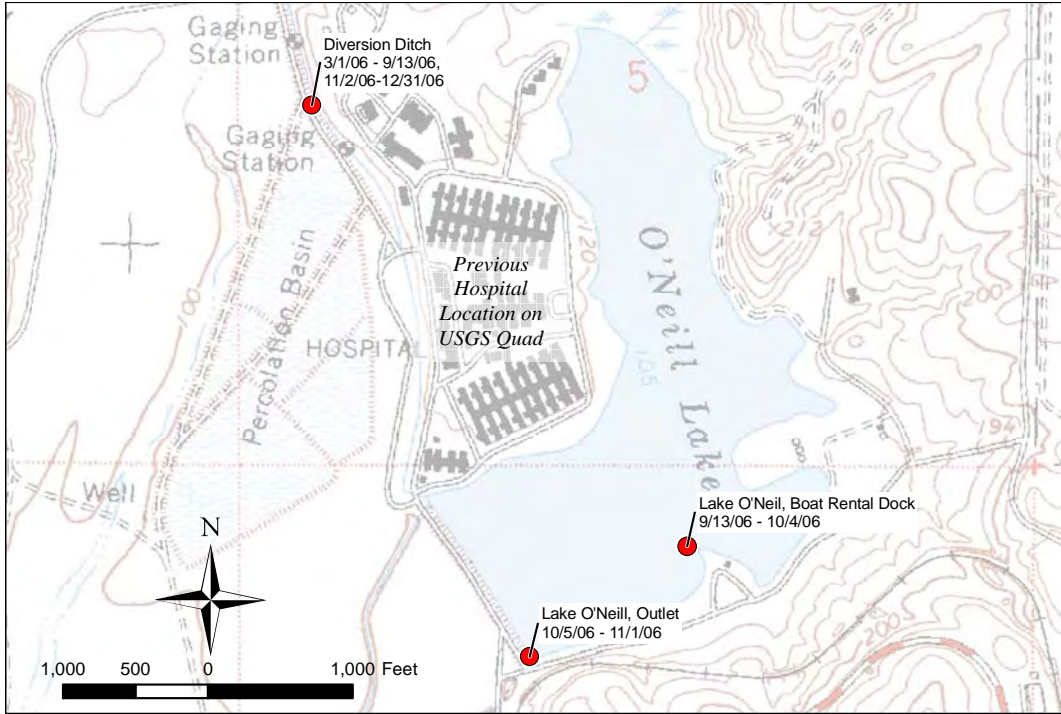 Gaging
Station
Diversion Ditch
3/1/06 - 9/13/06,
11/2/06-12/31/06
5
Gaging
Station
212
O'Neill Lake
120
100
Percolation Basin
Previous
Hospital
Location on
USGS Quad
HOSPITAL
105
200
194
Well
Lake O'Neil, Boat Rental Dock
9/13/06 - 10/4/06
N
Lake O'Neill, Outlet
10/5/06 - 11/1/06
200
1,000 500 0 1,000 Feet